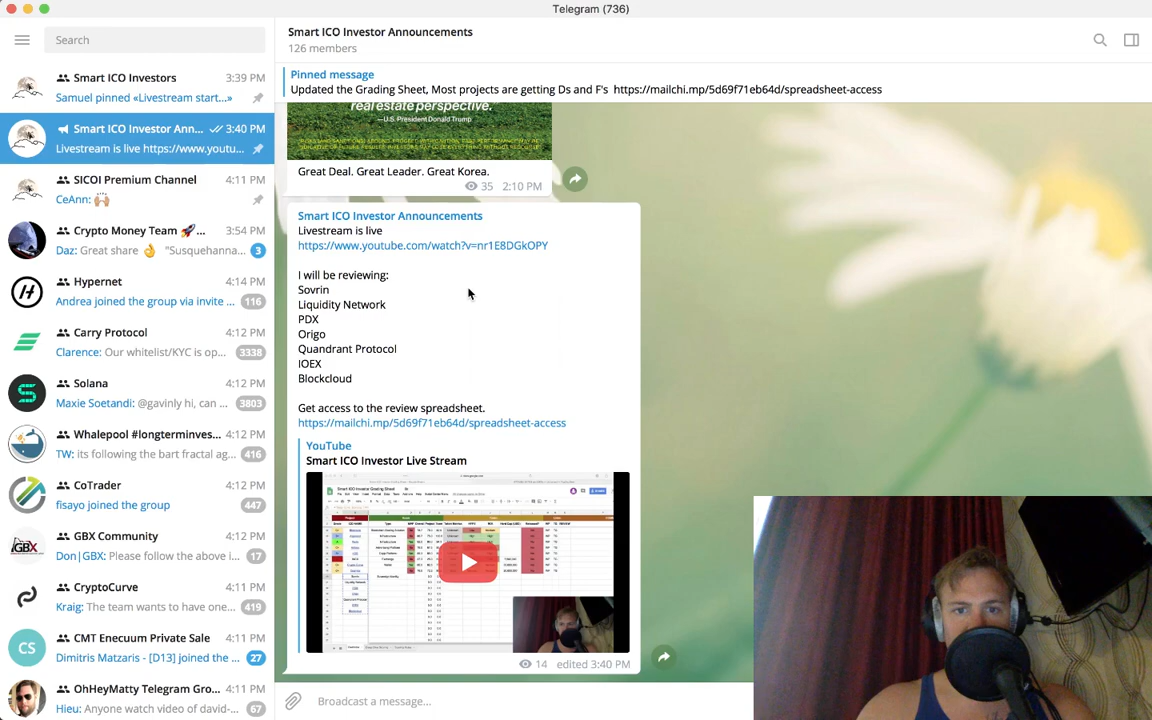 Telegram (736)
Search
Smart ICO Investors
3:39 PM
Samuel pinned «Livestream start...»
Smart ICO Investor Ann...
3:40 PM
Livestream is live https://www.youtu...
SICOI Premium Channel
4:11 PM
CeAnn: 🙌🏼
Crypto Money Team 🚀...
3:54 PM
Daz: Great share 👌 "Susquehanna...
3
Hypernet
4:14 PM
Andrea joined the group via invite ...
116
Carry Protocol
4:12 PM
Clarence: Our whitelist/KYC is op...
3338
Solana
4:12 PM
Maxie Soetandi: @gavinly hi, can ...
3803
Whalepool #longterminves...
4:12 PM
TW: its following the bart fractal ag...
416
CoTrader
4:12 PM
fisayo joined the group
447
GBX Community
4:12 PM
Don|GBX: Please follow the above i...
17
CryptoCurve
4:12 PM
Kraig: The team wants to have one...
419
CS
CMT Enecuum Private Sale
4:11 PM
Dimitris Matzaris - [D13] joined the ...
27
OhHeyMatty Telegram Gro...
4:11 PM
Hieu: Anyone watch video of david-...
67
Smart ICO Investor Announcements
126 members
Pinned message
Updated the Grading Sheet, Most projects are getting Ds and F's https://mailchi.mp/5d69f71eb64d/spreadsheet-access
real estate perspective.
—U.S. President Donald Trump
Great Deal. Great Leader. Great Korea.
35 2:10 PM
Smart ICO Investor Announcements
Livestream is live
https://www.youtube.com/watch?v=nr1E8DGkOPY
I will be reviewing:
Sovrin
Liquidity Network
PDX
Origo
Quandrant Protocol
IOEX
Blockcloud
Get access to the review spreadsheet.
https://mailchi.mp/5d69f71eb64d/spreadsheet-access
YouTube
Smart ICO Investor Live Stream
Smart ICO Investor Grading Sheet
14 edited 3:40 PM
Broadcast a message...